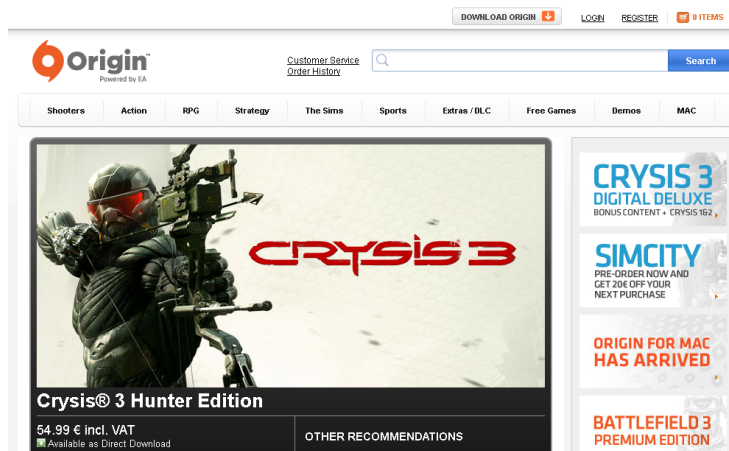 DOWNLOAD ORIGIN
LOGIN
REGISTER
0 ITEMS
Origin™
Powered by EA
Customer Service
Order History
Search
Shooters
Action
RPG
Strategy
The Sims
Sports
Extras / DLC
Free Games
Demos
MAC
CRYSIS 3
Crysis® 3 Hunter Edition
54.99 € incl. VAT
Available as Direct Download
OTHER RECOMMENDATIONS
CRYSIS 3
DIGITAL DELUXE
BONUS CONTENT + CRYSIS 1&2
SIMCITY
PRE-ORDER NOW AND
GET 20€ OFF YOUR
NEXT PURCHASE
ORIGIN FOR MAC
HAS ARRIVED
BATTLEFIELD 3
PREMIUM EDITION